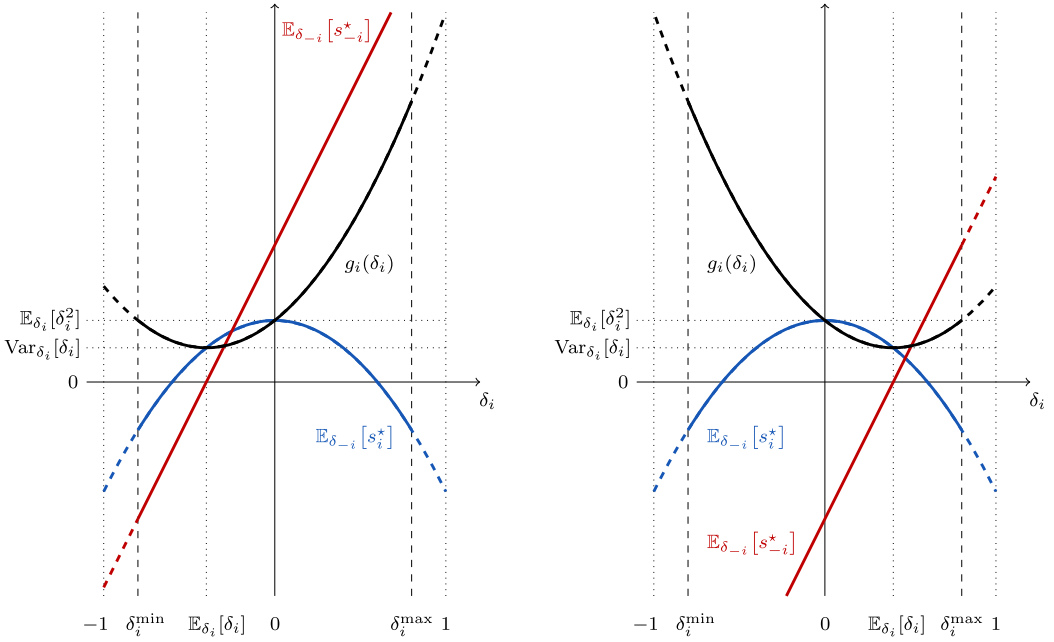 𝔼_{δ_{−i}}[s^⋆_{−i}]
g_i(δ_i)
𝔼_{δ_i}[δ_i^2]
Var_{δ_i}[δ_i]
0
δ_i
𝔼_{δ_{−i}}[s^⋆_i]
−1 δ_i^min 𝔼_{δ_i}[δ_i] 0 δ_i^max 1
g_i(δ_i)
𝔼_{δ_i}[δ_i^2]
Var_{δ_i}[δ_i]
0
δ_i
𝔼_{δ_{−i}}[s^⋆_i]
𝔼_{δ_{−i}}[s^⋆_{−i}]
−1 δ_i^min 0 𝔼_{δ_i}[δ_i] δ_i^max 1